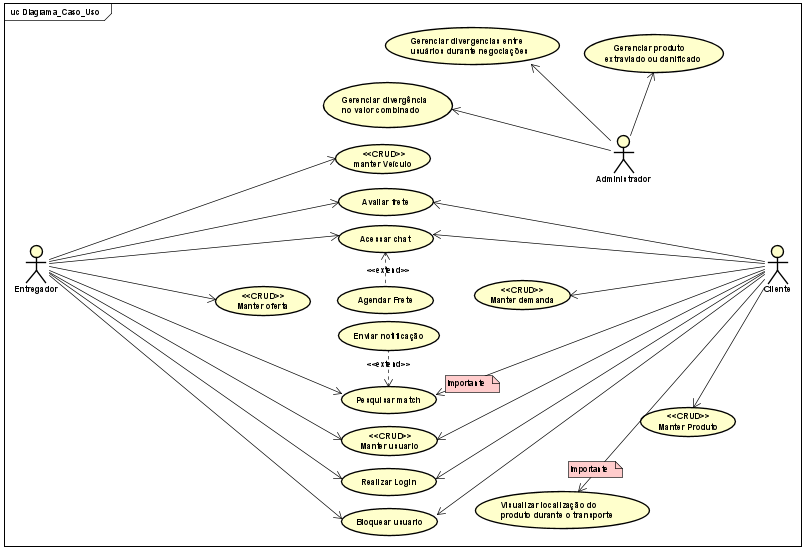 uc Diagrama_Caso_Uso
Gerenciar divergencias entre
usuários durante negociações
Gerenciar produto
extraviado ou danificado
Gerenciar divergência
no valor combinado
Administrador
<<CRUD>>
manter Veículo
Avaliar frete
Acessar chat
<<extend>>
Entregador
Cliente
<<CRUD>>
Manter oferta
Agendar Frete
<<CRUD>>
Manter demanda
Enviar notificação
<<extend>>
Importante
Pesquisar match
<<CRUD>>
Manter Produto
<<CRUD>>
Manter usuario
Importante
Realizar Login
Visualizar localização do
produto durante o transporte
Bloquear usuario